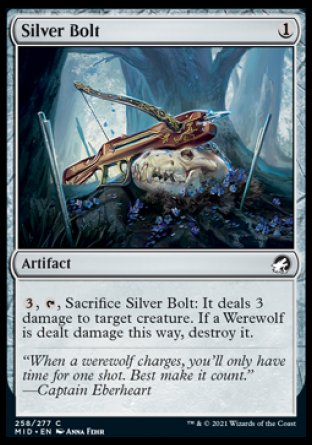 Silver Bolt 1
Artifact
3, T, Sacrifice Silver Bolt: It deals 3
damage to target creature. If a Werewolf
is dealt damage this way, destroy it.
"When a werewolf charges, you'll only have
time for one shot. Best make it count."
—Captain Eberheart
258/277 C
MID • EN Anna Fehr
™ & © 2021 Wizards of the Coast